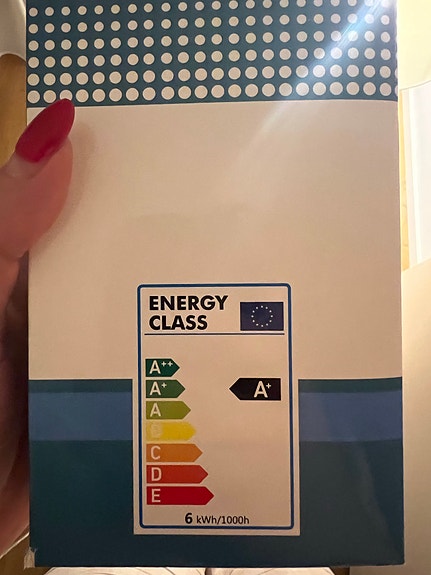 ENERGY
CLASS
A++
A+
A+
A
B
C
D
E
6 kWh/1000h